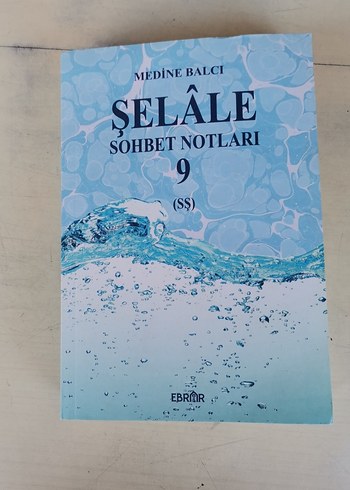 MEDİNE BALCI
ŞELÂLE
SOHBET NOTLARI
9
(SŞ)
EBRAR